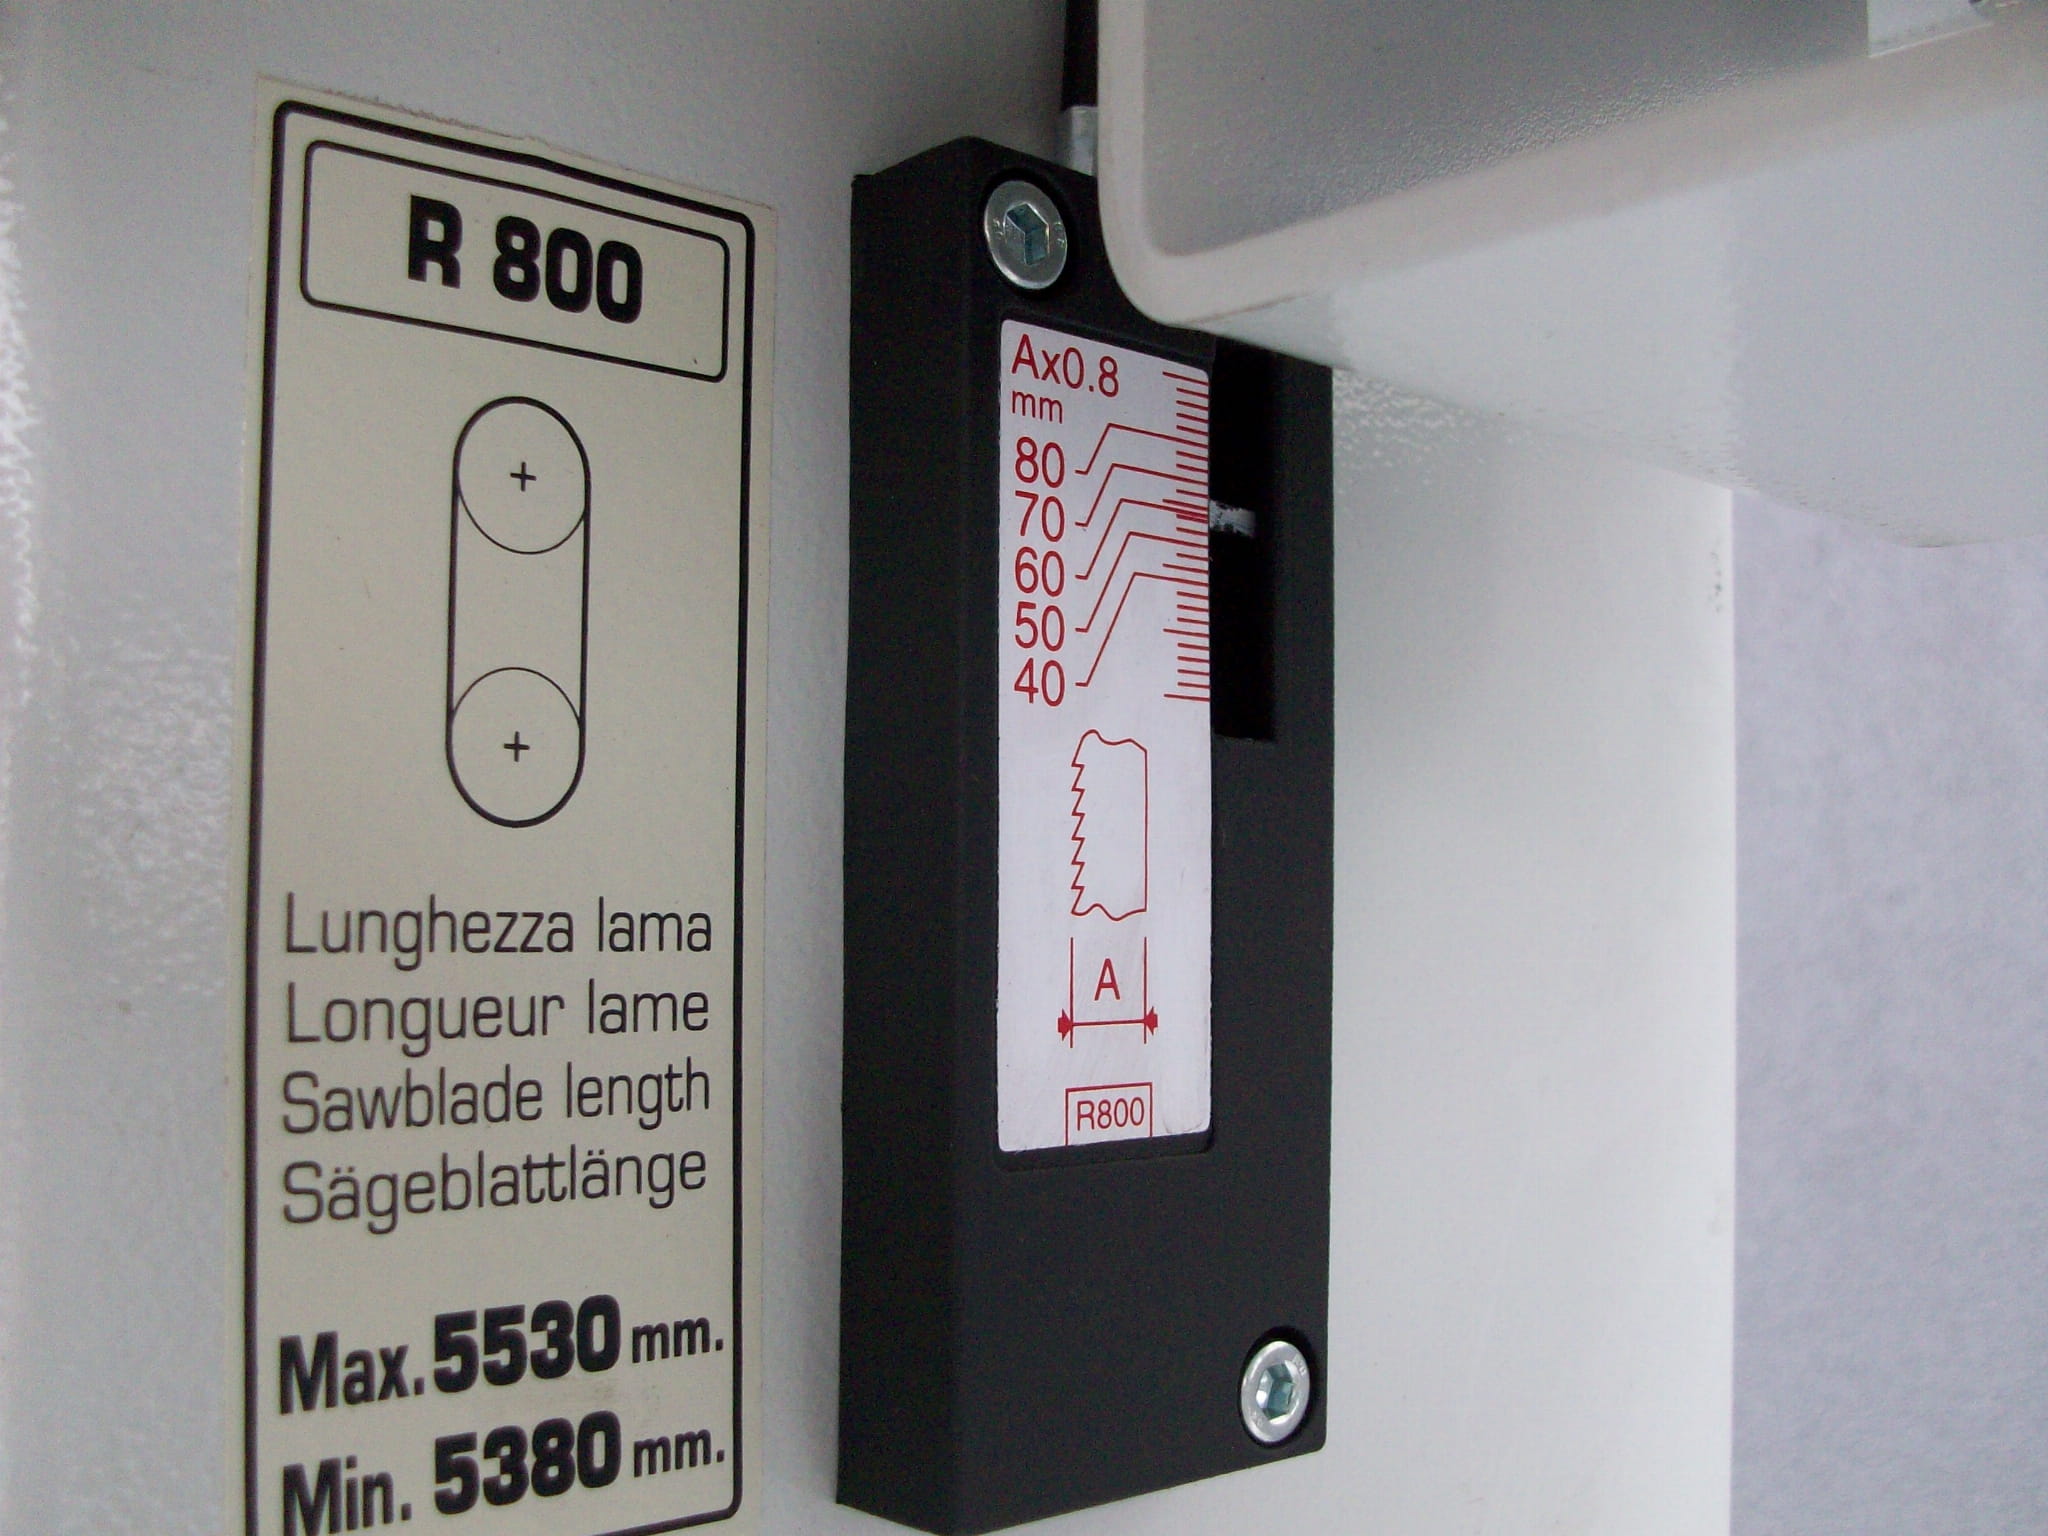 R 800
Lunghezza lama
Longueur lame
Sawblade length
Sägeblattlänge
Max. 5530 mm.
Min. 5380 mm.
Ax0.8
mm
80
70
60
50
40
A
R800